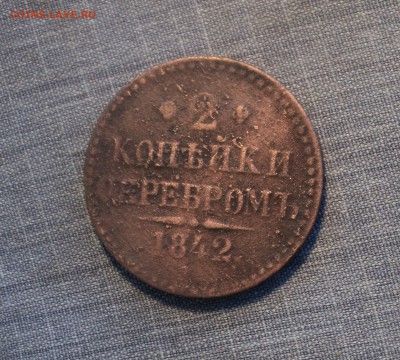 COINS.LAVE.RU
2
КОПѢЙКИ
СЕРЕБРОМЪ.
1842.